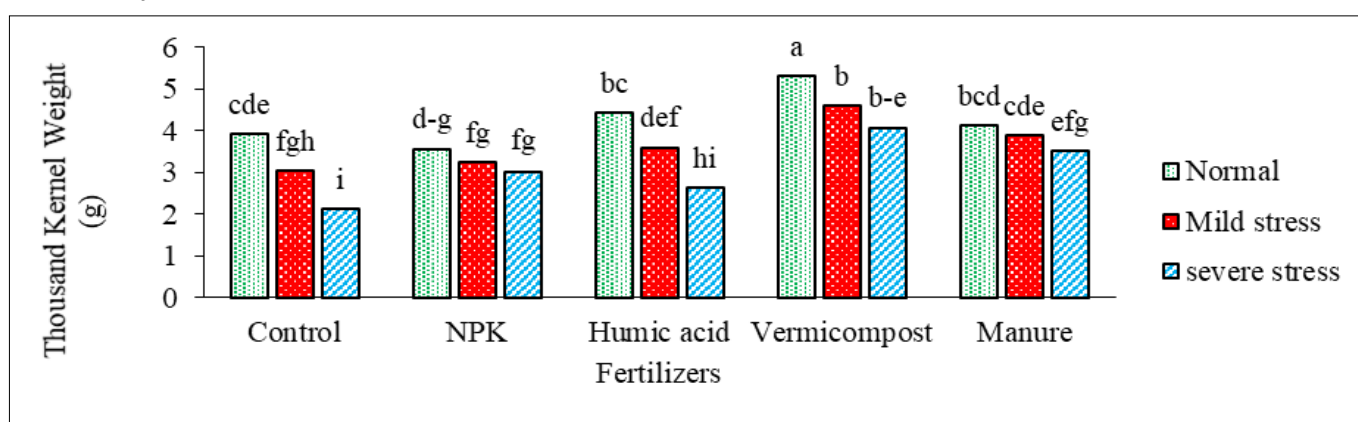 Thousand Kernel Weight
(g)
6
5
4
3
2
1
0
cde
fgh
i
d-g
fg
fg
bc
def
hi
a
b
b-e
bcd
cde
efg
Control
NPK
Humic acid
Vermicompost
Manure
Fertilizers
Normal
Mild stress
severe stress